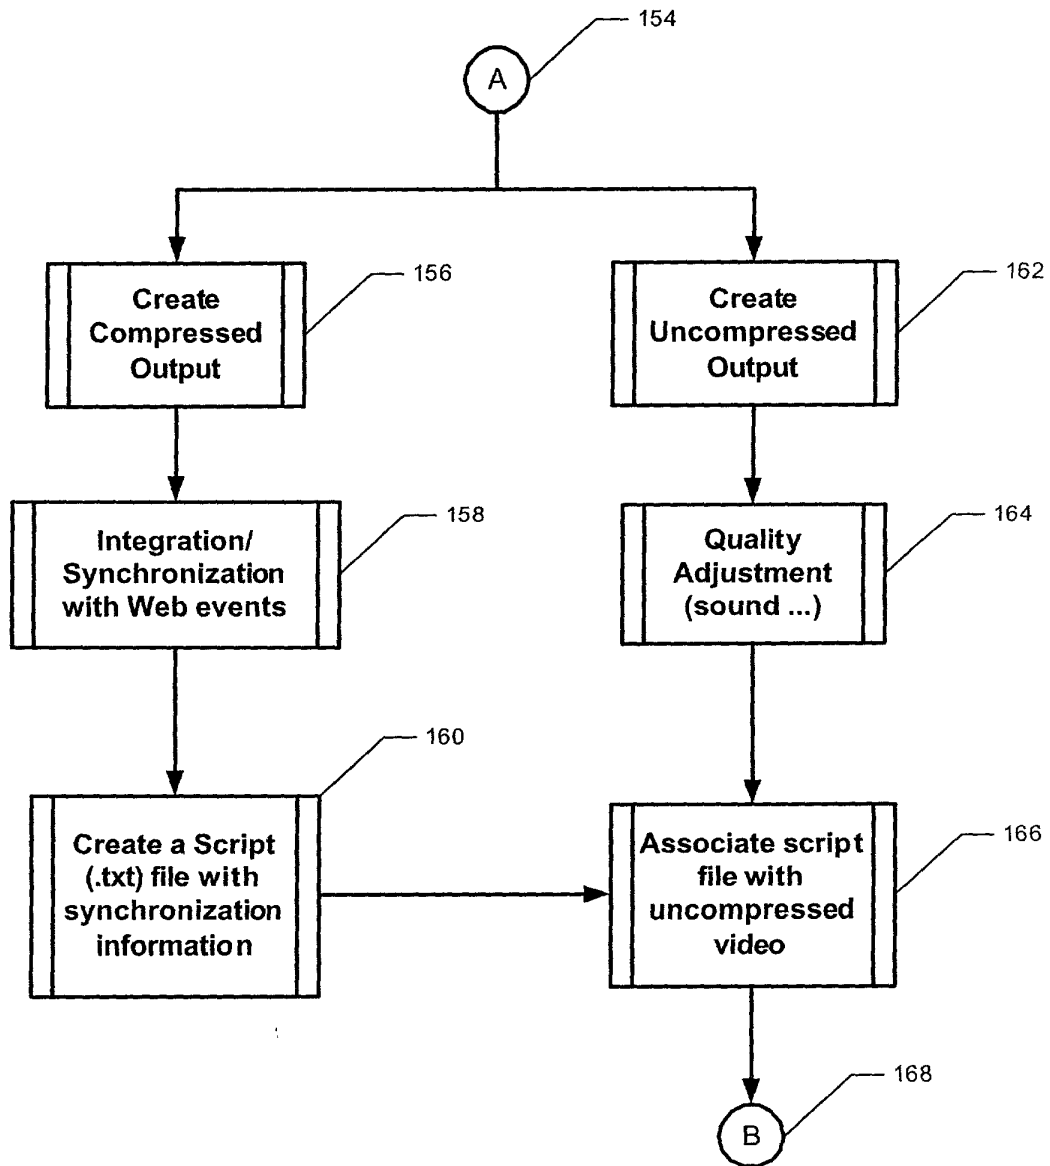 154
A
156
Create
Compressed
Output
162
Create
Uncompressed
Output
158
Integration/
Synchronization
with Web events
164
Quality
Adjustment
(sound ...)
160
Create a Script
(.txt) file with
synchronization
information
166
Associate script
file with
uncompressed
video
168
B